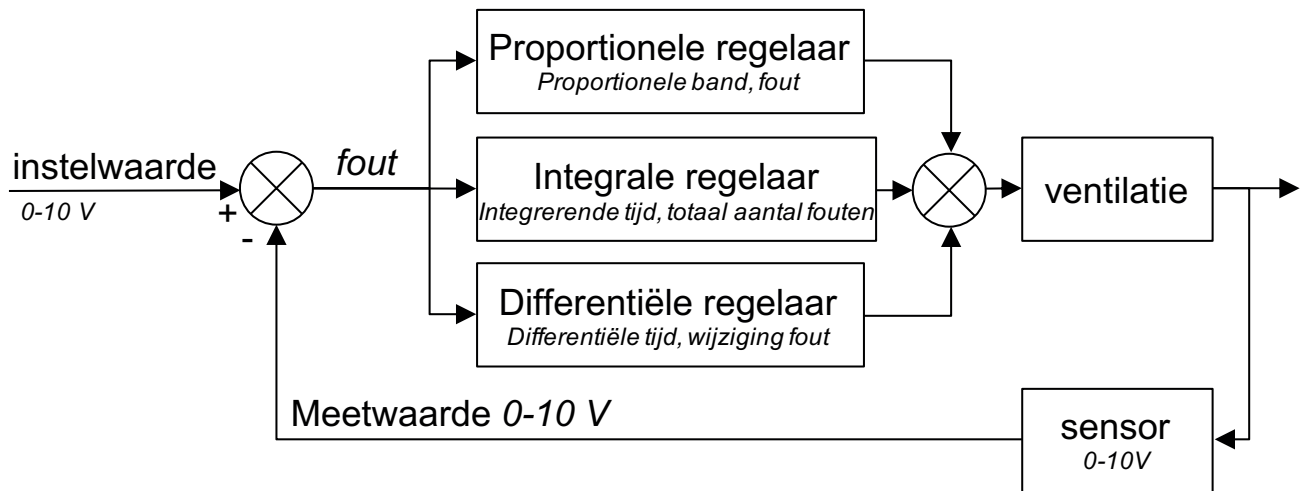 Proportionele regelaar
Proportionele band, fout
instelwaarde
0-10 V
+
-
fout
Integrale regelaar
Integrerende tijd, totaal aantal fouten
ventilatie
Differentiële regelaar
Differentiële tijd, wijziging fout
Meetwaarde 0-10 V
sensor
0-10V